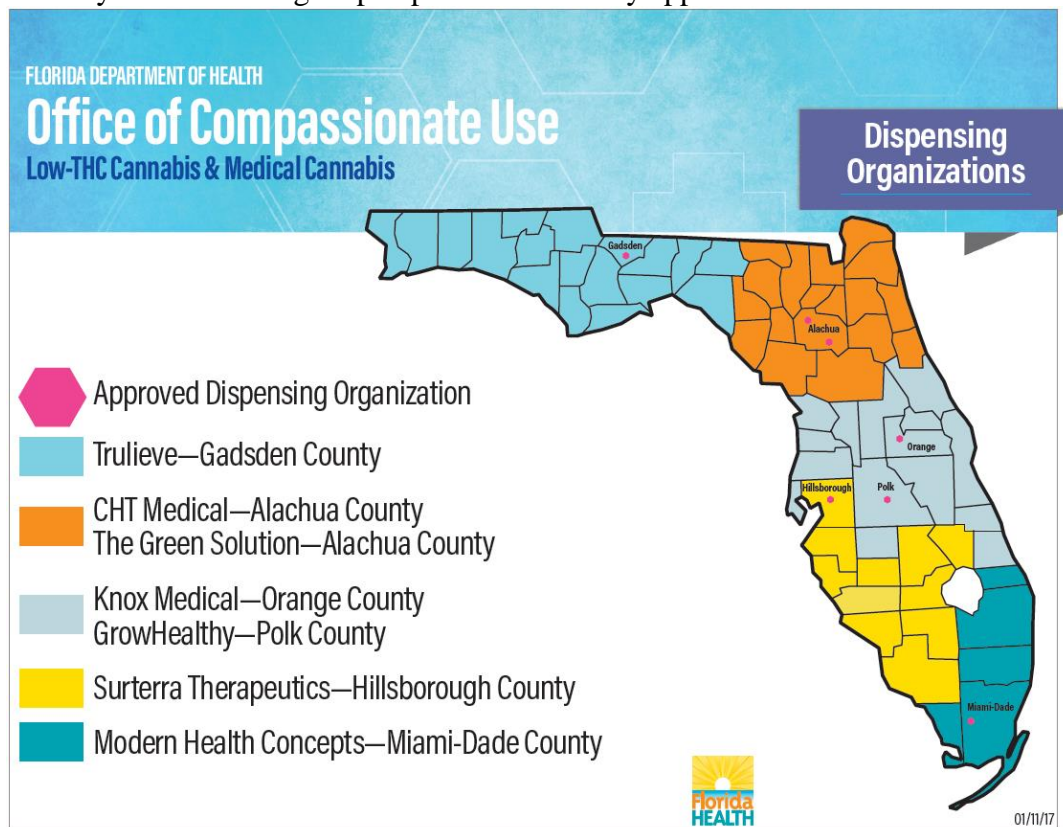 FLORIDA DEPARTMENT OF HEALTH
Office of Compassionate Use
Low-THC Cannabis & Medical Cannabis
Dispensing
Organizations
Gadsden
Alachua
Orange
Hillsborough
Polk
Miami-Dade
Approved Dispensing Organization
Trulieve—Gadsden County
CHT Medical—Alachua County
The Green Solution—Alachua County
Knox Medical—Orange County
GrowHealthy—Polk County
Surterra Therapeutics—Hillsborough County
Modern Health Concepts—Miami-Dade County
Florida
HEALTH
01/11/17